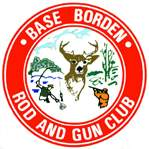 • BASE BORDEN •
ROD AND GUN CLUB